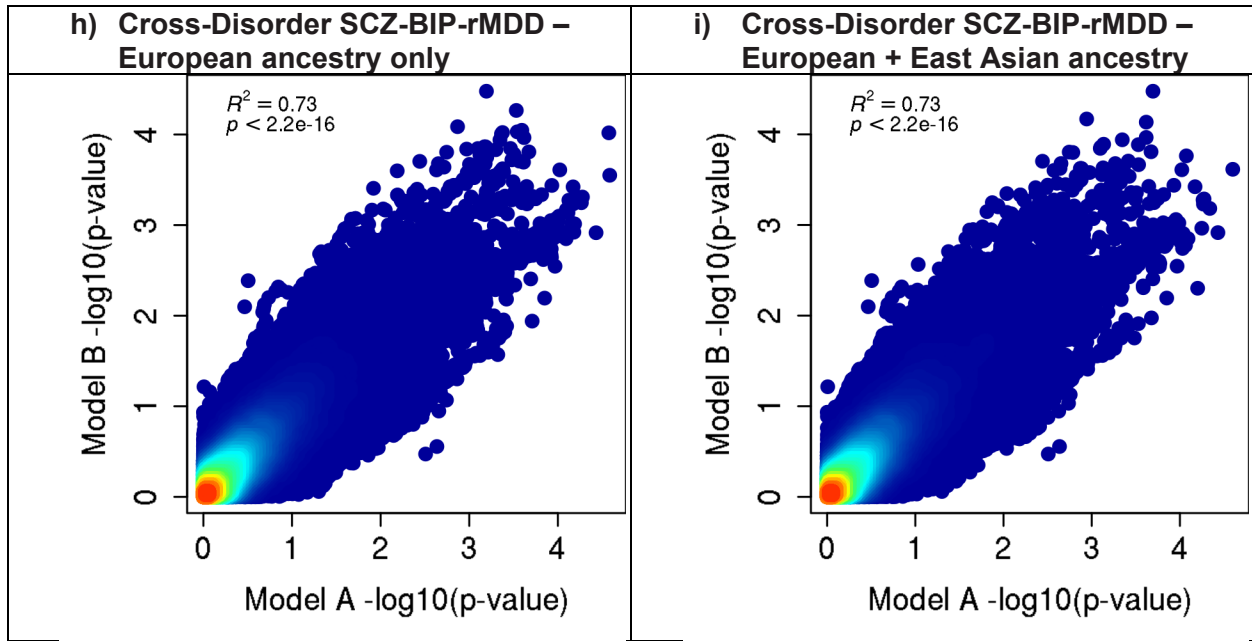 h) Cross-Disorder SCZ-BIP-rMDD –
European ancestry only
R² = 0.73
p < 2.2e-16
Model B -log10(p-value)
4
3
2
1
0
0 1 2 3 4
Model A -log10(p-value)
i) Cross-Disorder SCZ-BIP-rMDD –
European + East Asian ancestry
R² = 0.73
p < 2.2e-16
Model B -log10(p-value)
4
3
2
1
0
0 1 2 3 4
Model A -log10(p-value)